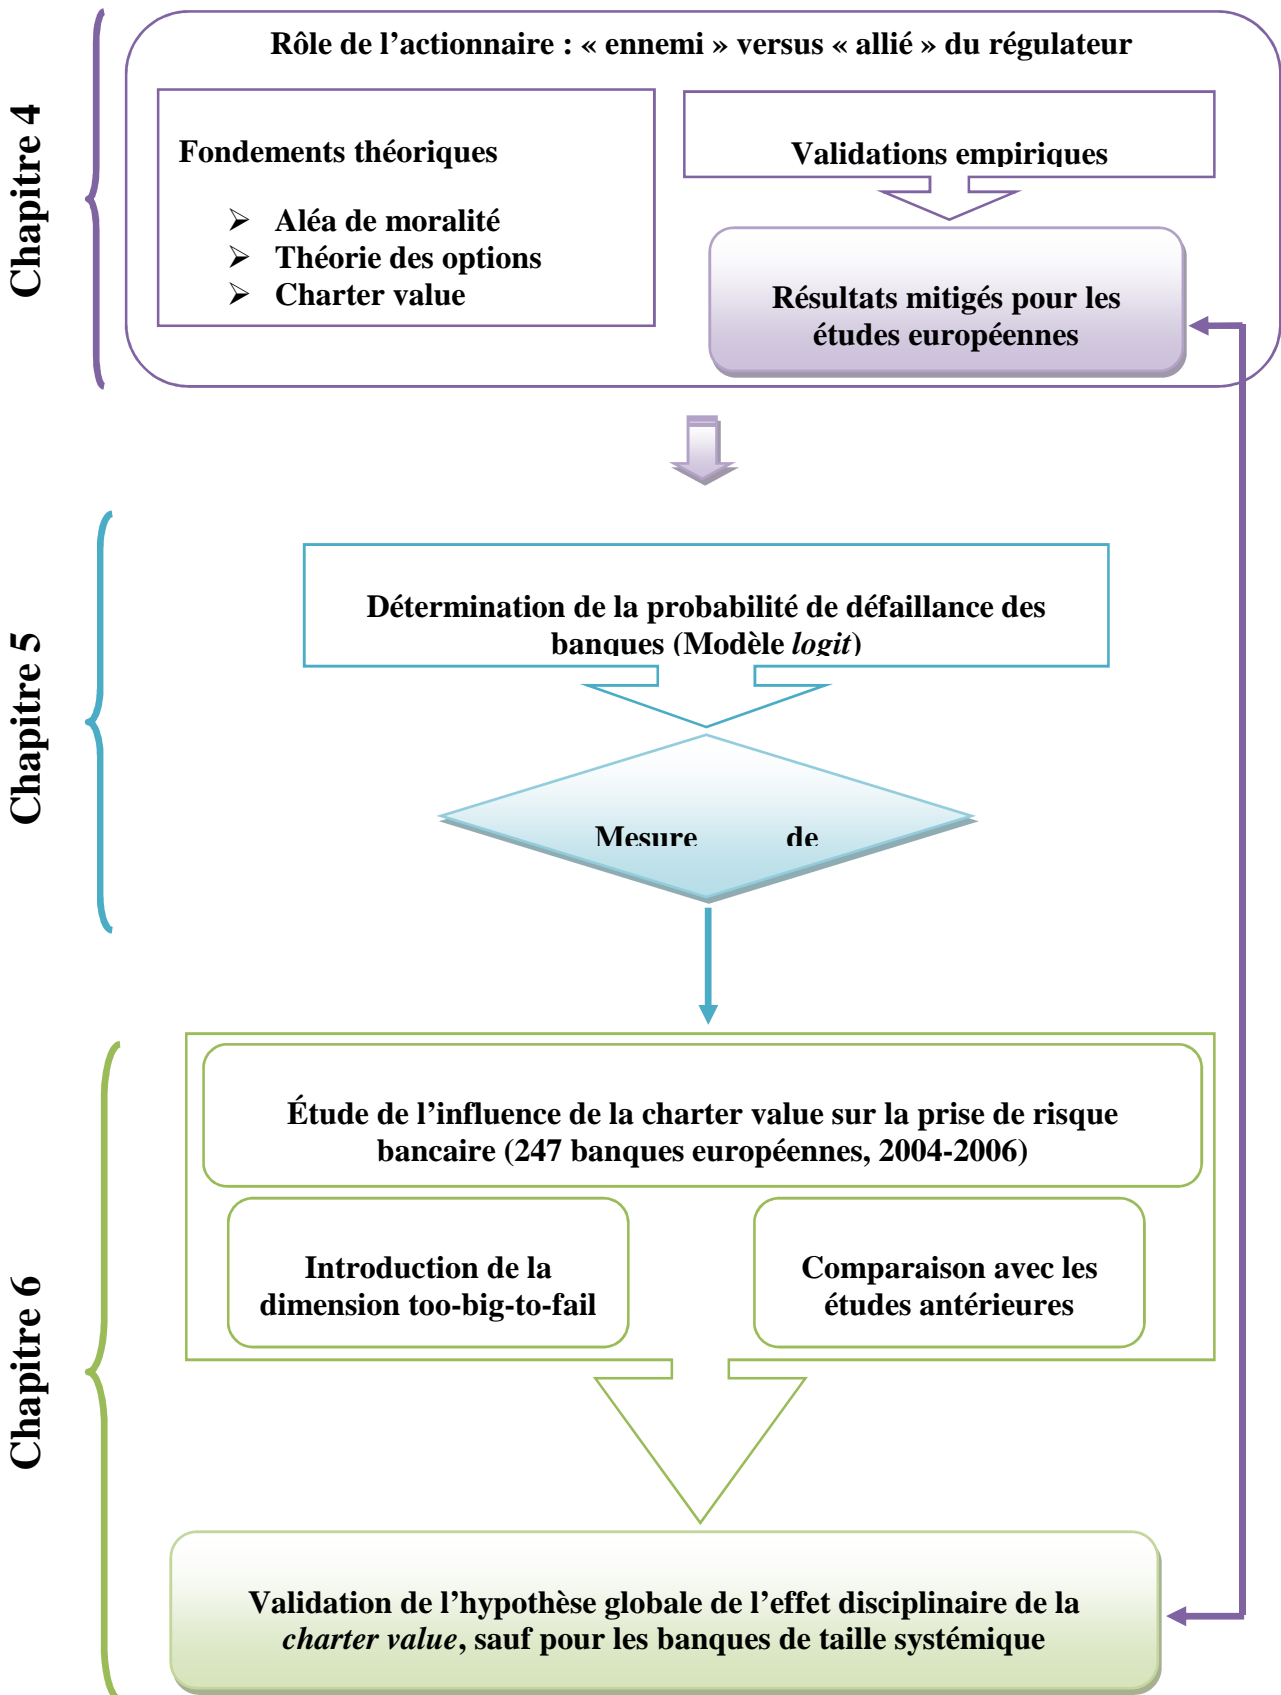 Chapitre 4
Rôle de l'actionnaire : « ennemi » versus « allié » du régulateur
Fondements théoriques
➢ Aléa de moralité
➢ Théorie des options
➢ Charter value
Validations empiriques
Résultats mitigés pour les
études européennes
Chapitre 5
Détermination de la probabilité de défaillance des
banques (Modèle logit)
Mesure de
Chapitre 6
Étude de l'influence de la charter value sur la prise de risque
bancaire (247 banques européennes, 2004-2006)
Introduction de la
dimension too-big-to-fail
Comparaison avec les
études antérieures
Validation de l'hypothèse globale de l'effet disciplinaire de la
charter value, sauf pour les banques de taille systémique